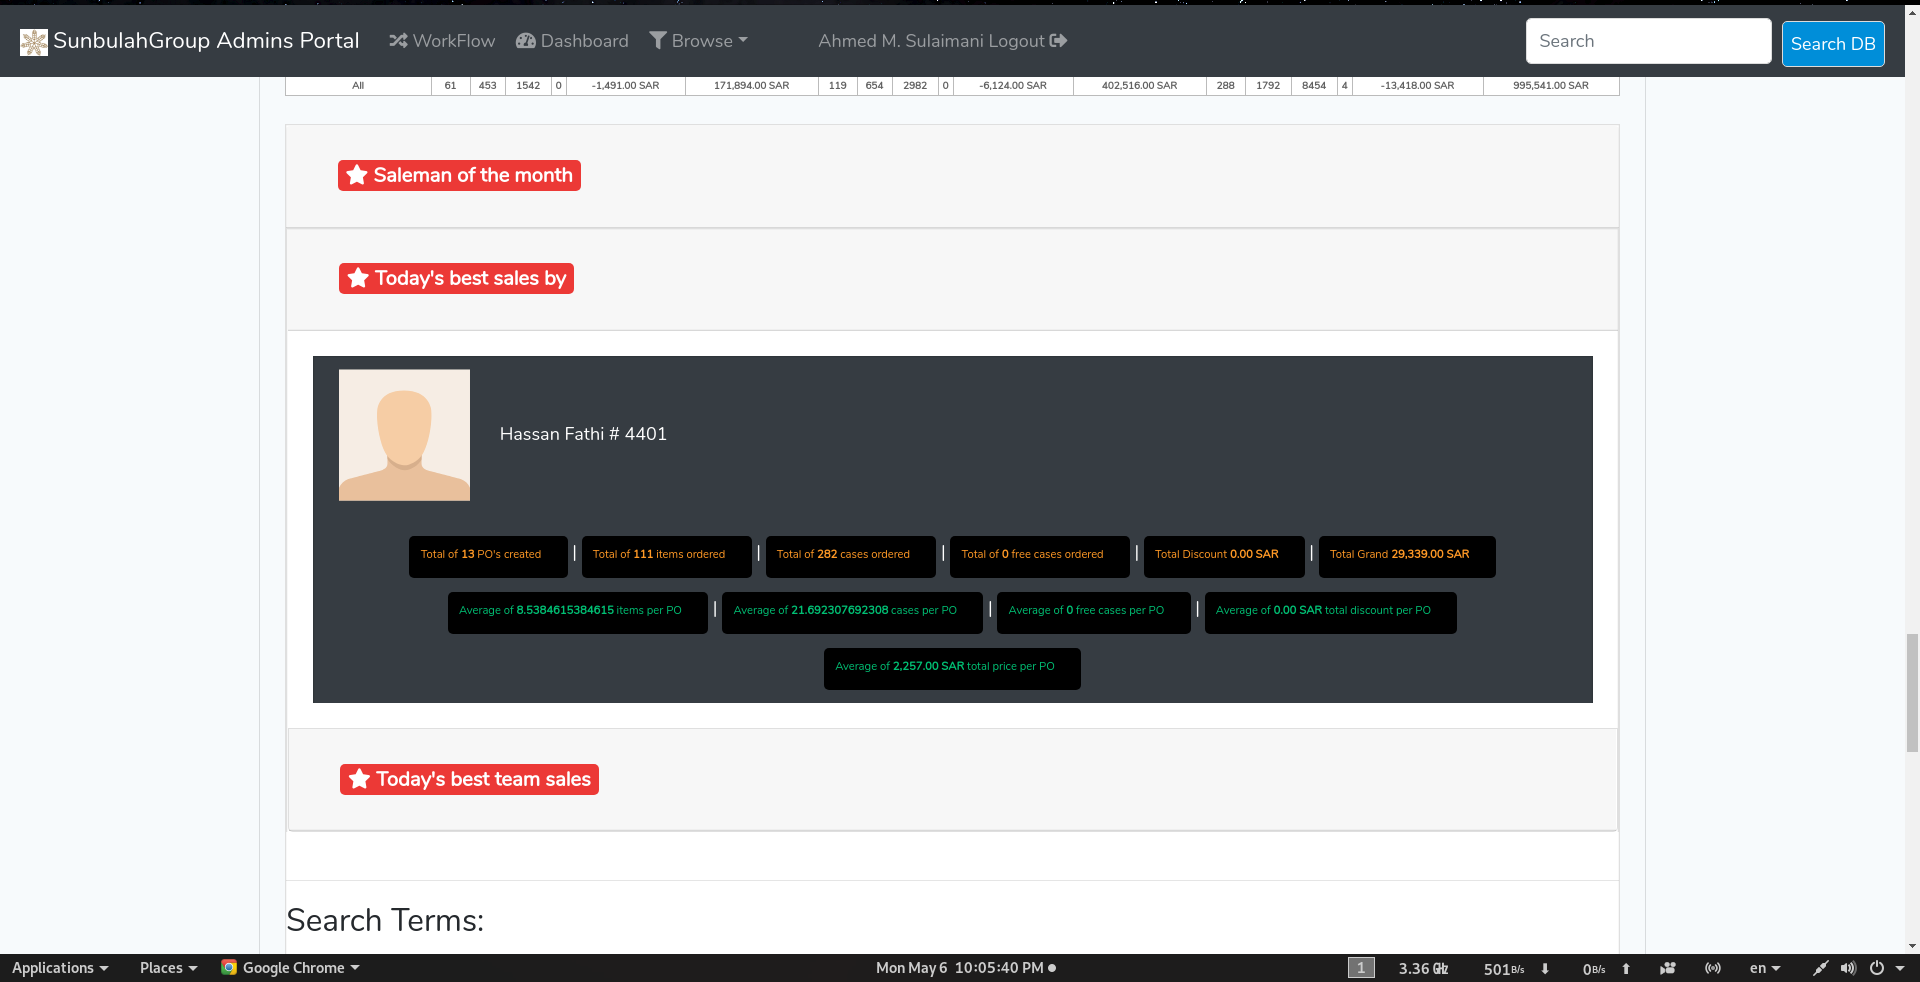 SunbulahGroup Admins Portal WorkFlow Dashboard Browse Ahmed M. Sulaimani Logout Search Search DB
All 61 453 1542 0 -1,491.00 SAR 171,894.00 SAR 119 654 2982 0 -6,124.00 SAR 402,516.00 SAR 288 1792 8454 4 -13,418.00 SAR 995,541.00 SAR
Saleman of the month
Today's best sales by
Hassan Fathi # 4401
Total of 13 PO's created | Total of 111 items ordered | Total of 282 cases ordered | Total of 0 free cases ordered | Total Discount 0.00 SAR | Total Grand 29,339.00 SAR
Average of 8.5384615384615 items per PO | Average of 21.692307692308 cases per PO | Average of 0 free cases per PO | Average of 0.00 SAR total discount per PO
Average of 2,257.00 SAR total price per PO
Today's best team sales
Search Terms:
Applications Places Google Chrome Mon May 6 10:05:40 PM 1 3.36 501 B/s 0 B/s en